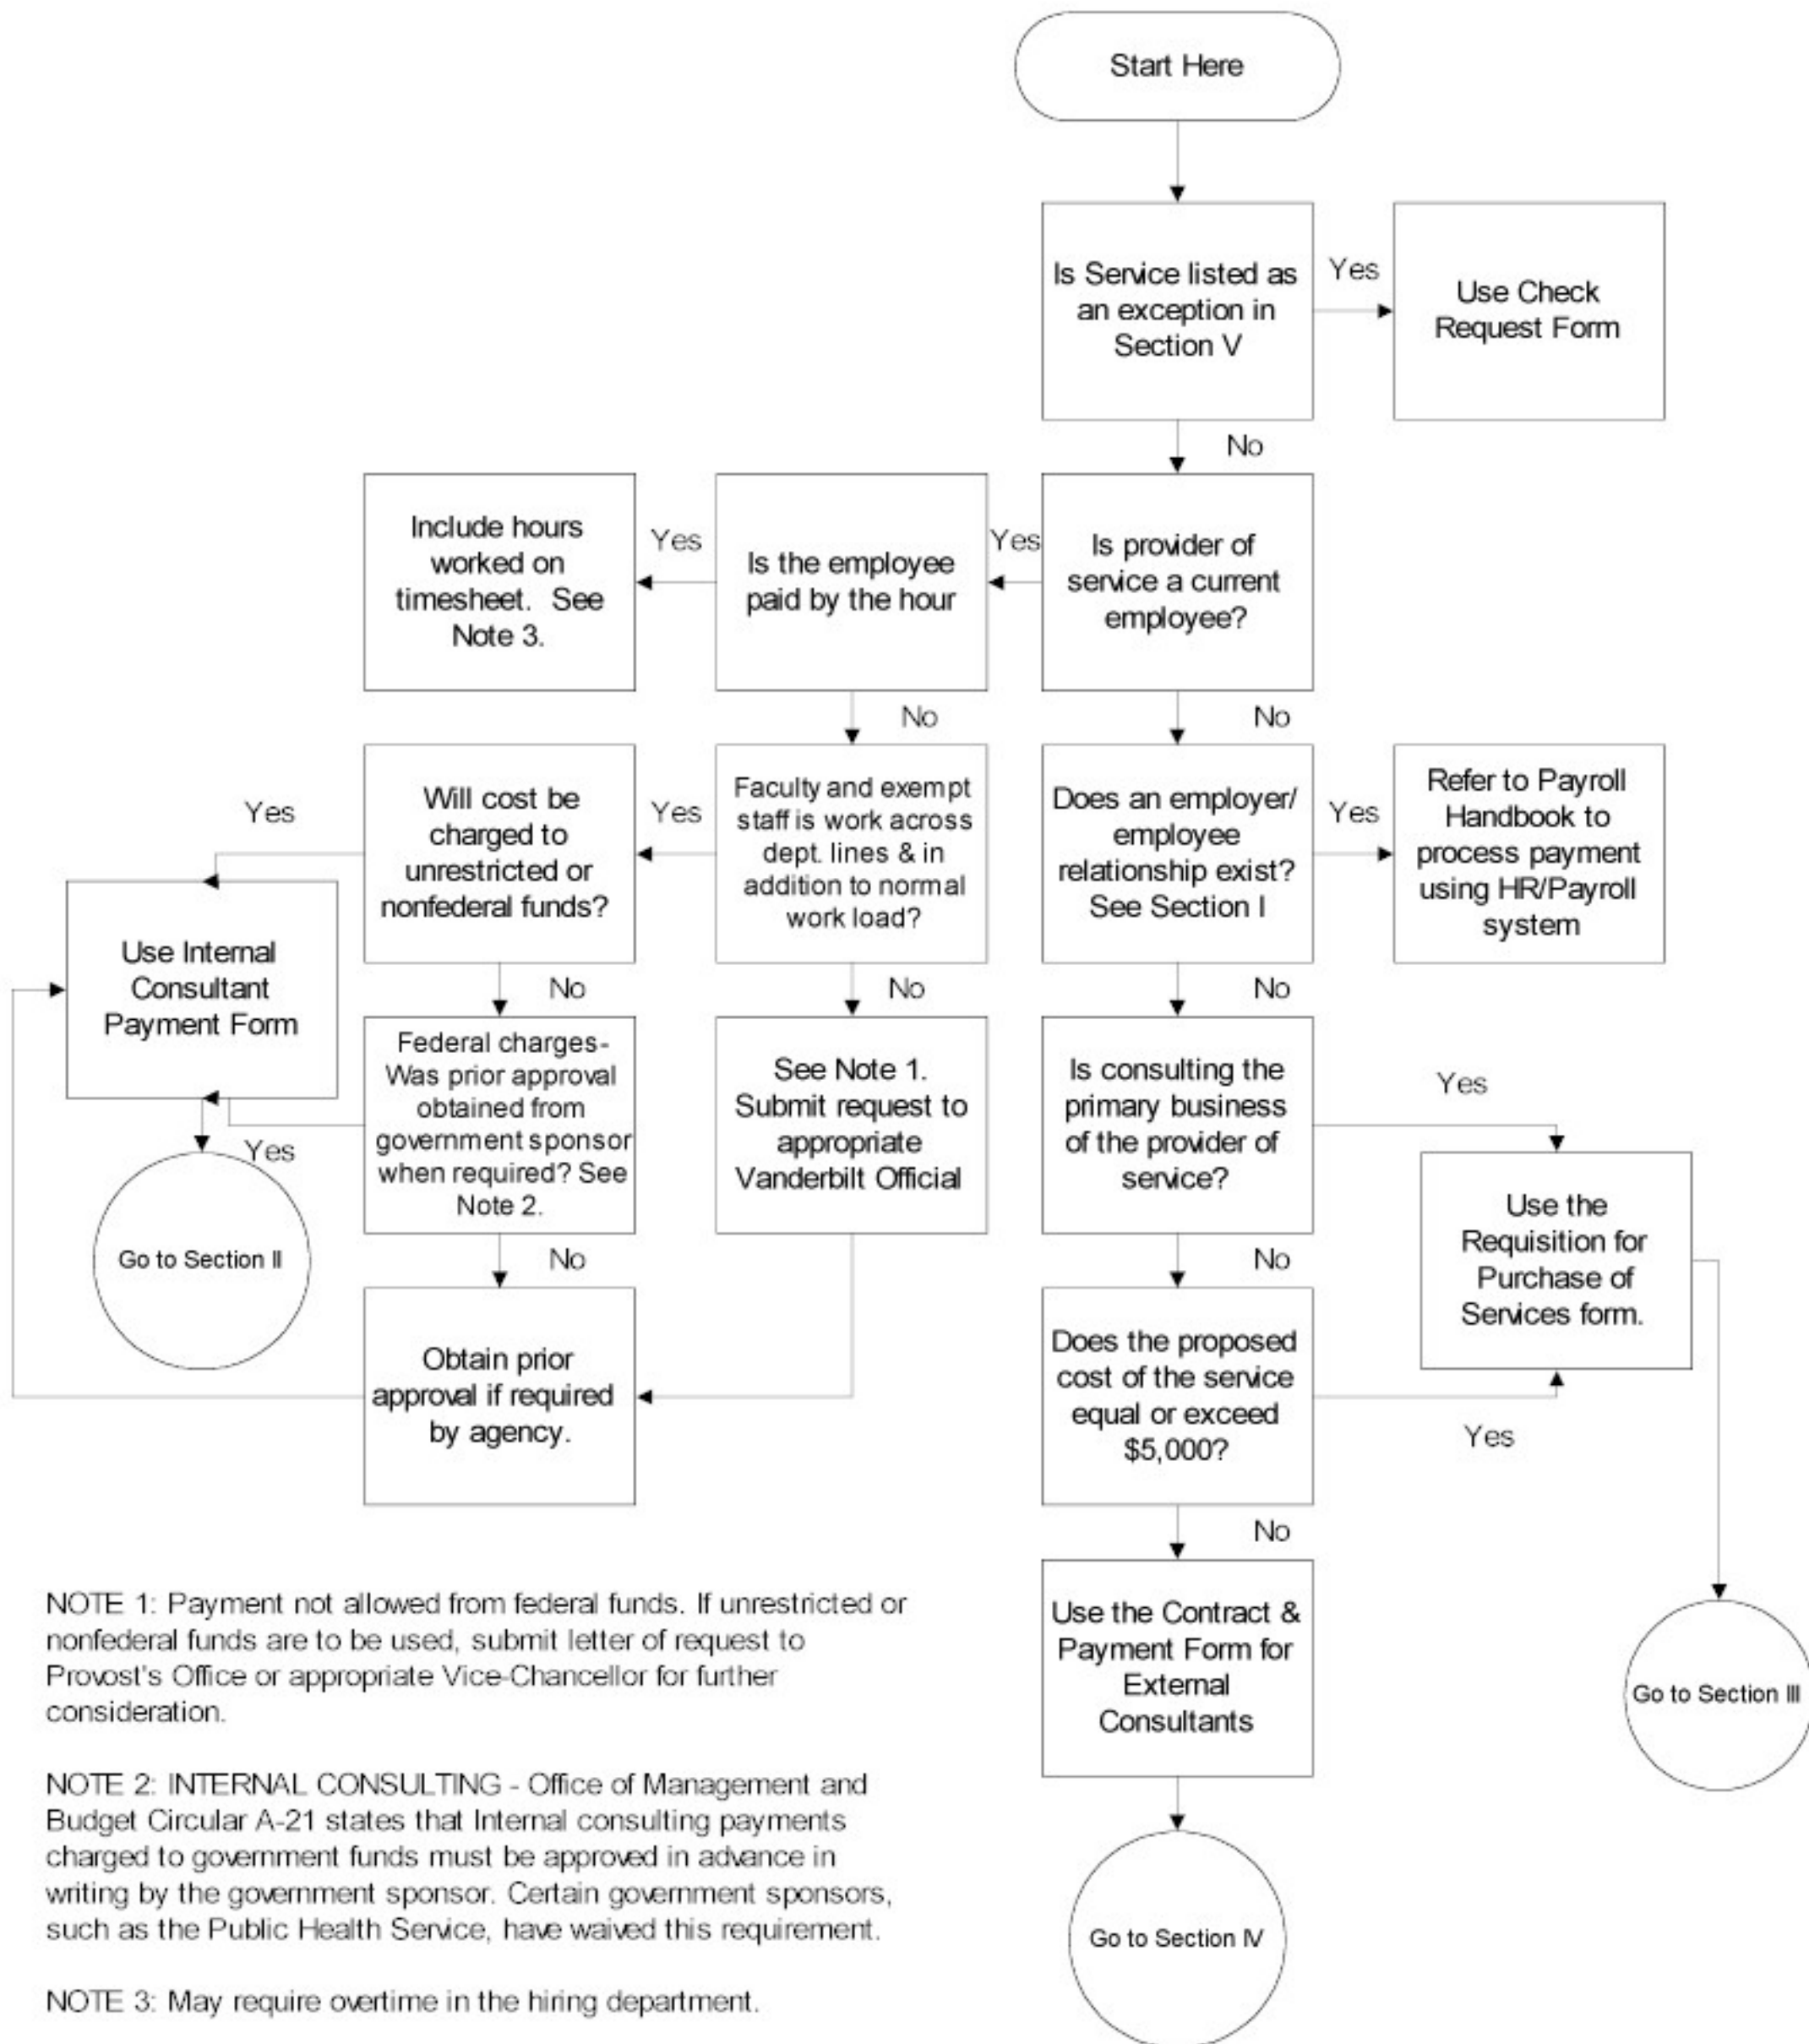 Start Here
Is Service listed as
an exception in
Section V
Yes
Use Check
Request Form
No
Include hours
worked on
timesheet.  See
Note 3.
Yes
Is the employee
paid by the hour
Yes
Is provider of
service a current
employee?
No
No
Yes
Will cost be
charged to
unrestricted or
nonfederal funds?
Yes
Faculty and exempt
staff is work across
dept. lines & in
addition to normal
work load?
Does an employer/
employee
relationship exist?
See Section I
Yes
Refer to Payroll
Handbook to
process payment
using HR/Payroll
system
Use Internal
Consultant
Payment Form
No
No
No
Federal charges-
Was prior approval
obtained from
government sponsor
when required? See
Note 2.
Yes
See Note 1.
Submit request to
appropriate
Vanderbilt Official
Is consulting the
primary business
of the provider of
service?
Yes
Go to Section II
No
No
Use the
Requisition for
Purchase of
Services form.
Obtain prior
approval if required
by agency.
Does the proposed
cost of the service
equal or exceed
$5,000?
Yes
No
Use the Contract &
Payment Form for
External
Consultants
Go to Section III
Go to Section IV
NOTE 1: Payment not allowed from federal funds. If unrestricted or
nonfederal funds are to be used, submit letter of request to
Provost's Office or appropriate Vice-Chancellor for further
consideration.
NOTE 2: INTERNAL CONSULTING - Office of Management and
Budget Circular A-21 states that Internal consulting payments
charged to government funds must be approved in advance in
writing by the government sponsor. Certain government sponsors,
such as the Public Health Service, have waived this requirement.
NOTE 3: May require overtime in the hiring department.